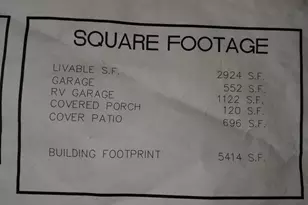 SQUARE FOOTAGE
LIVABLE S.F. 2924 S.F.
GARAGE 552 S.F.
RV GARAGE 1122 S.F.
COVERED PORCH 120 S.F.
COVER PATIO 696 S.F.
BUILDING FOOTPRINT 5414 S.F.